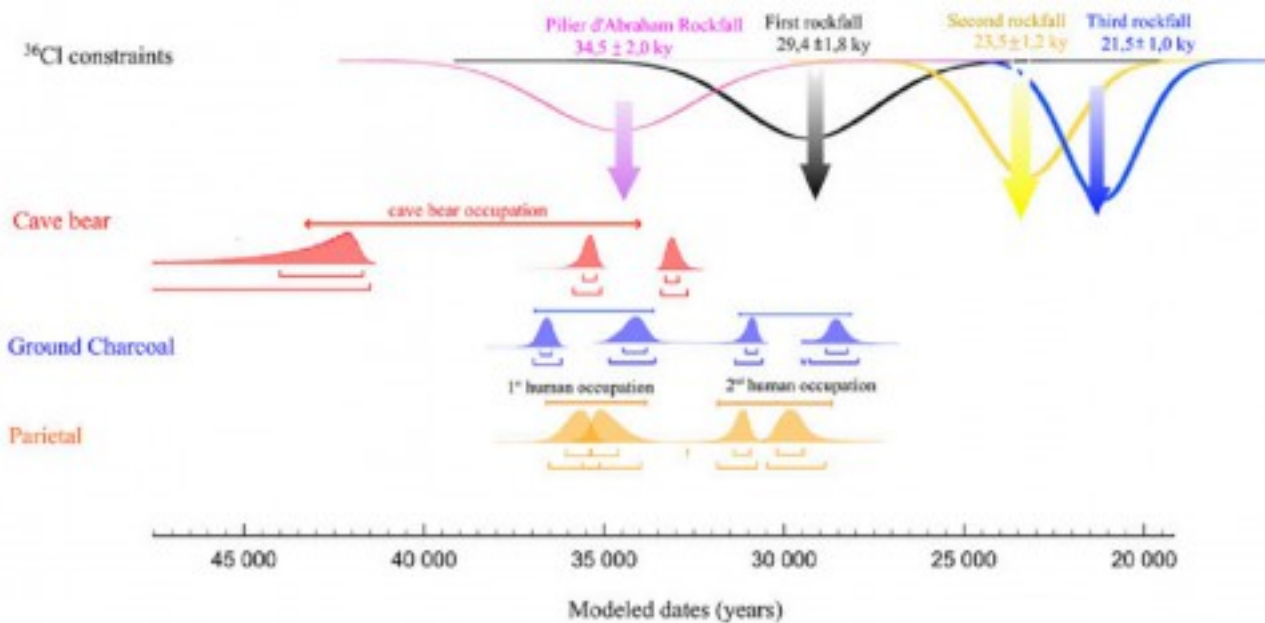 Pilier d'Abraham Rockfall
34,5 ± 2,0 ky
First rockfall
29,4 ±1,8 ky
Second rockfall
23,5±1,2 ky
Third rockfall
21,5± 1,0 ky
³⁶Cl constraints
Cave bear
cave bear occupation
Ground Charcoal
1º human occupation
2ⁿᵈ human occupation
Parietal
45 000
40 000
35 000
30 000
25 000
20 000
Modeled dates (years)